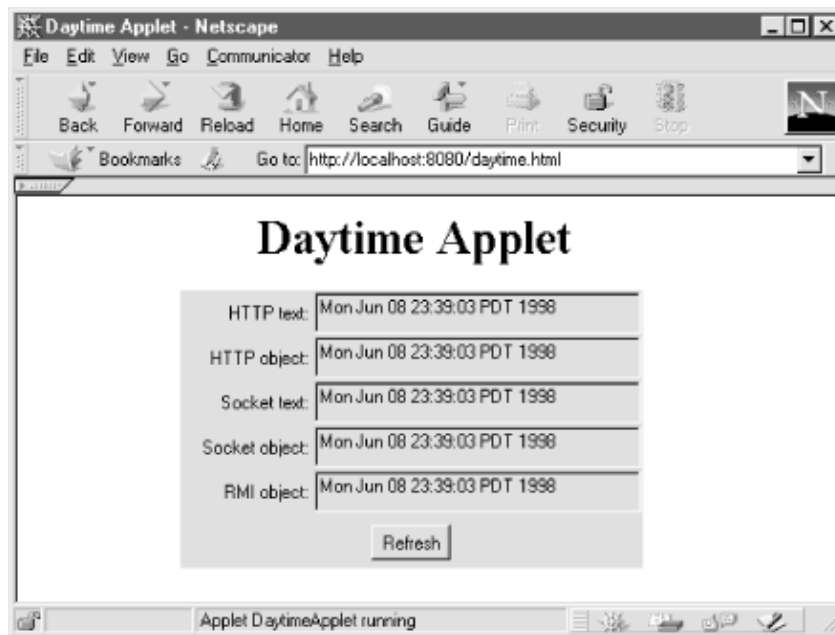 Daytime Applet - Netscape
File Edit View Go Communicator Help
Back Forward Reload Home Search Guide Print Security Stop
N
Bookmarks Go to: http://localhost:8080/daytime.html
Daytime Applet
HTTP text: Mon Jun 08 23:39:03 PDT 1998
HTTP object: Mon Jun 08 23:39:03 PDT 1998
Socket text: Mon Jun 08 23:39:03 PDT 1998
Socket object: Mon Jun 08 23:39:03 PDT 1998
RMI object: Mon Jun 08 23:39:03 PDT 1998
Refresh
Applet DaytimeApplet running